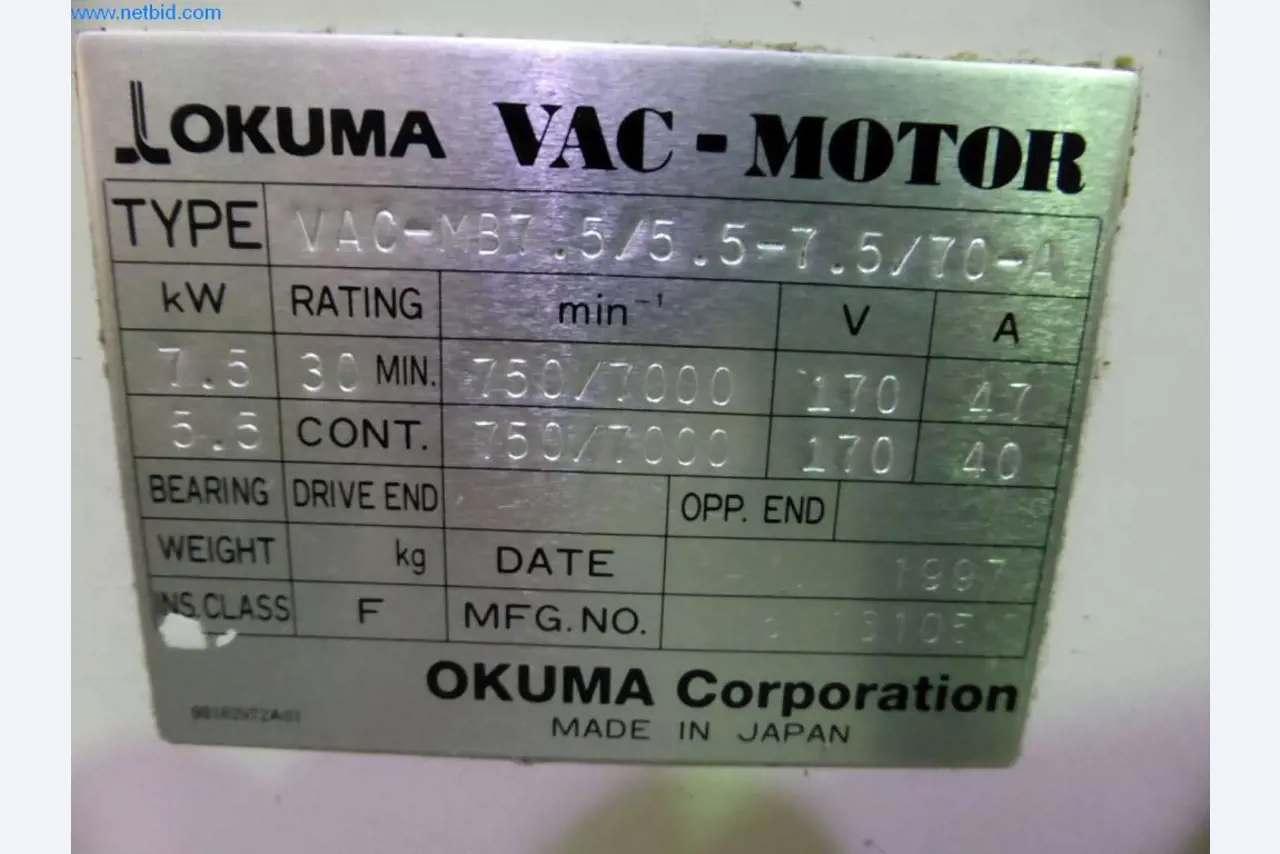 www.netbid.com
OKUMA VAC-MOTOR
TYPE VAC-MB7.5/5.5-7.5/70-A
kW RATING min⁻¹ V A
7.5 30 MIN. 750/7000 170 47
5.5 CONT. 750/7000 170 40
BEARING DRIVE END OPP. END
WEIGHT kg DATE 1997
INS.CLASS F MFG.NO.
OKUMA Corporation
MADE IN JAPAN